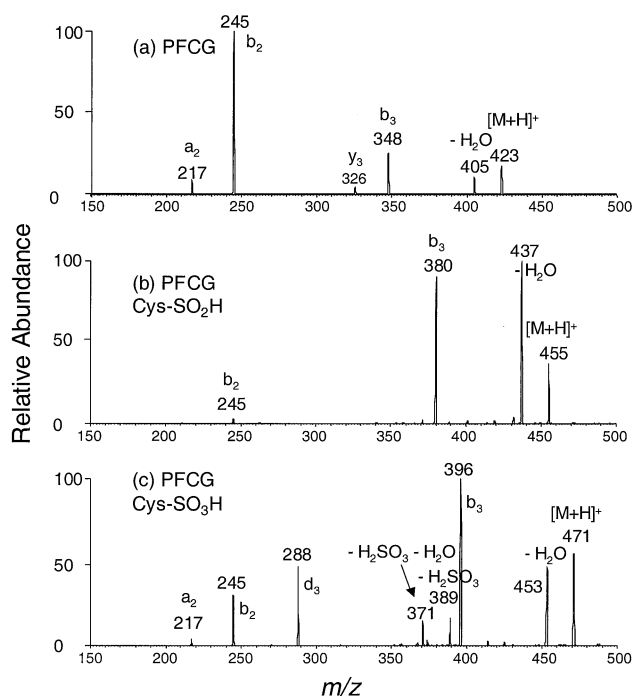 Relative Abundance
(a) PFCG
100
50
0
a2
217
245
b2
y3
326
b3
348
- H2O
405
[M+H]+
423
150 200 250 300 350 400 450 500
(b) PFCG
Cys-SO2H
100
50
0
b2
245
b3
380
437
- H2O
[M+H]+
455
150 200 250 300 350 400 450 500
(c) PFCG
Cys-SO3H
100
50
0
a2
217
245
b2
288
d3
- H2SO3 - H2O
371
- H2SO3
389
396
b3
- H2O
453
[M+H]+
471
150 200 250 300 350 400 450 500
m/z